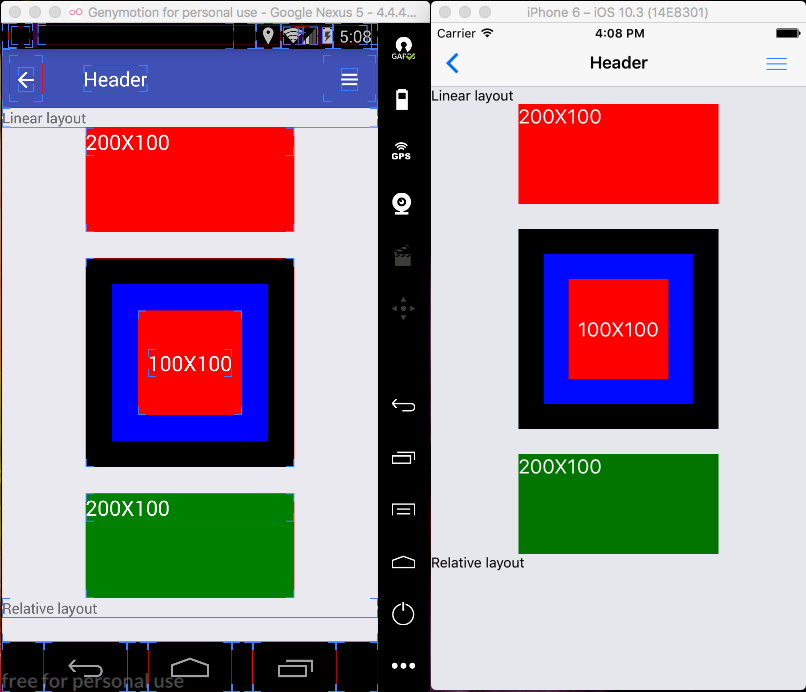 Genymotion for personal use - Google Nexus 5 - 4.4.4...
5:08
Header
Linear layout
200X100
100X100
200X100
Relative layout
free for personal use
GAPPS
GPS
iPhone 6 – iOS 10.3 (14E8301)
Carrier
4:08 PM
Header
Linear layout
200X100
100X100
200X100
Relative layout